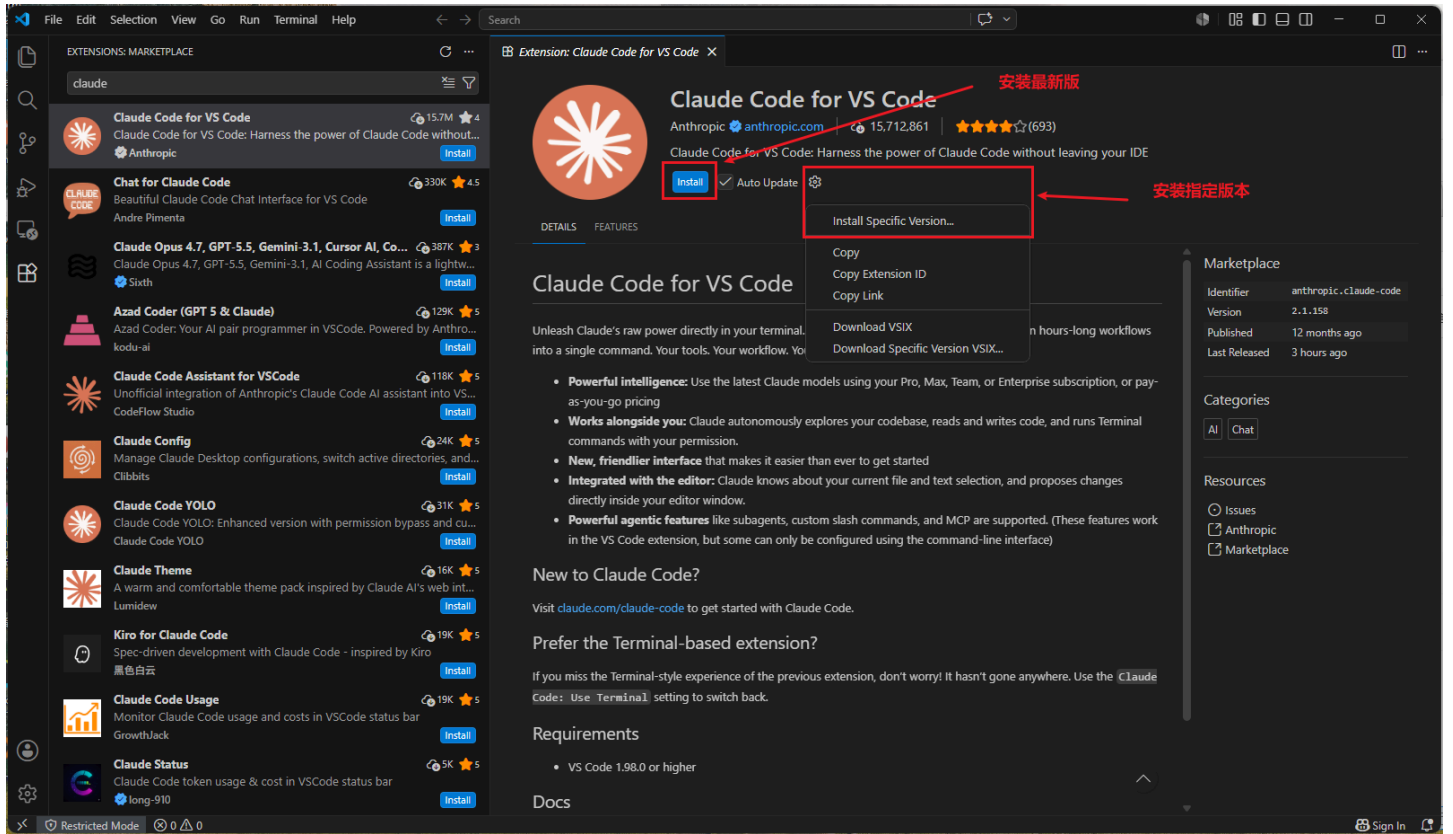 File Edit Selection View Go Run Terminal Help
Search
EXTENSIONS: MARKETPLACE
claude
Claude Code for VS Code 15.7M 4
Claude Code for VS Code: Harness the power of Claude Code without...
Anthropic Install
Chat for Claude Code 330K 4.5
Beautiful Claude Code Chat Interface for VS Code
Andre Pimenta Install
CLAUDE
CODE
Claude Opus 4.7, GPT-5.5, Gemini-3.1, Cursor AI, Co... 387K 3
Claude Opus 4.7, GPT-5.5, Gemini-3.1, AI Coding Assistant is a lightw...
Sixth Install
Azad Coder (GPT 5 & Claude) 129K 5
Azad Coder: Your AI pair programmer in VSCode. Powered by Anthro...
kodu-ai Install
Claude Code Assistant for VSCode 118K 5
Unofficial integration of Anthropic's Claude Code AI assistant into VS...
CodeFlow Studio Install
Claude Config 24K 5
Manage Claude Desktop configurations, switch active directories, and...
Clibbits Install
Claude Code YOLO 31K 5
Claude Code YOLO: Enhanced version with permission bypass and cu...
Claude Code YOLO Install
Claude Theme 16K 5
A warm and comfortable theme pack inspired by Claude AI's web int...
Lumidew Install
Kiro for Claude Code 19K 5
Spec-driven development with Claude Code - inspired by Kiro
黑色白云 Install
Claude Code Usage 19K 5
Monitor Claude Code usage and costs in VSCode status bar
GrowthJack Install
Claude Status 5K 5
Claude Code token usage & cost in VSCode status bar
long-910 Install
Extension: Claude Code for VS Code
安装最新版
Claude Code for VS Code
Anthropic anthropic.com 15,712,861 (693)
Claude Code for VS Code: Harness the power of Claude Code without leaving your IDE
Install Auto Update
安装指定版本
Install Specific Version...
Copy
Copy Extension ID
Copy Link
Download VSIX
Download Specific Version VSIX...
DETAILS FEATURES
Claude Code for VS Code
Unleash Claude's raw power directly in your terminal. n hours-long workflows
into a single command. Your tools. Your workflow. Yo
• Powerful intelligence: Use the latest Claude models using your Pro, Max, Team, or Enterprise subscription, or pay-
as-you-go pricing
• Works alongside you: Claude autonomously explores your codebase, reads and writes code, and runs Terminal
commands with your permission.
• New, friendlier interface that makes it easier than ever to get started
• Integrated with the editor: Claude knows about your current file and text selection, and proposes changes
directly inside your editor window.
• Powerful agentic features like subagents, custom slash commands, and MCP are supported. (These features work
in the VS Code extension, but some can only be configured using the command-line interface)
New to Claude Code?
Visit claude.com/claude-code to get started with Claude Code.
Prefer the Terminal-based extension?
If you miss the Terminal-style experience of the previous extension, don't worry! It hasn't gone anywhere. Use the Claude
Code: Use Terminal setting to switch back.
Requirements
• VS Code 1.98.0 or higher
Docs
Marketplace
Identifier anthropic.claude-code
Version 2.1.158
Published 12 months ago
Last Released 3 hours ago
Categories
AI Chat
Resources
Issues
Anthropic
Marketplace
Restricted Mode 0 0
Sign In